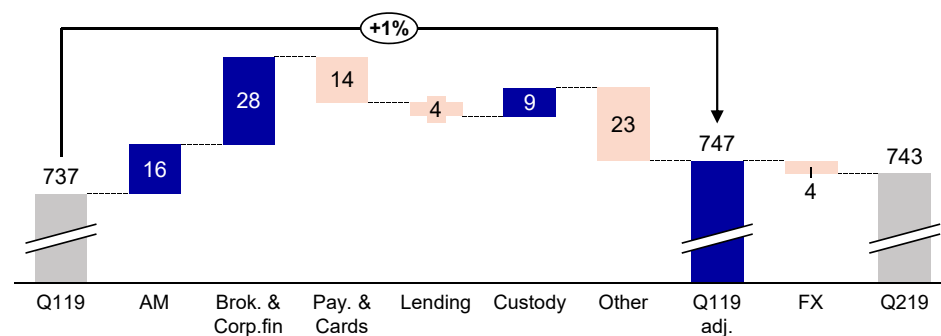 +1%
737
16
28
14
4
9
23
747
4
743
Q119
AM
Brok. &
Corp.fin
Pay. &
Cards
Lending
Custody
Other
Q119
adj.
FX
Q219